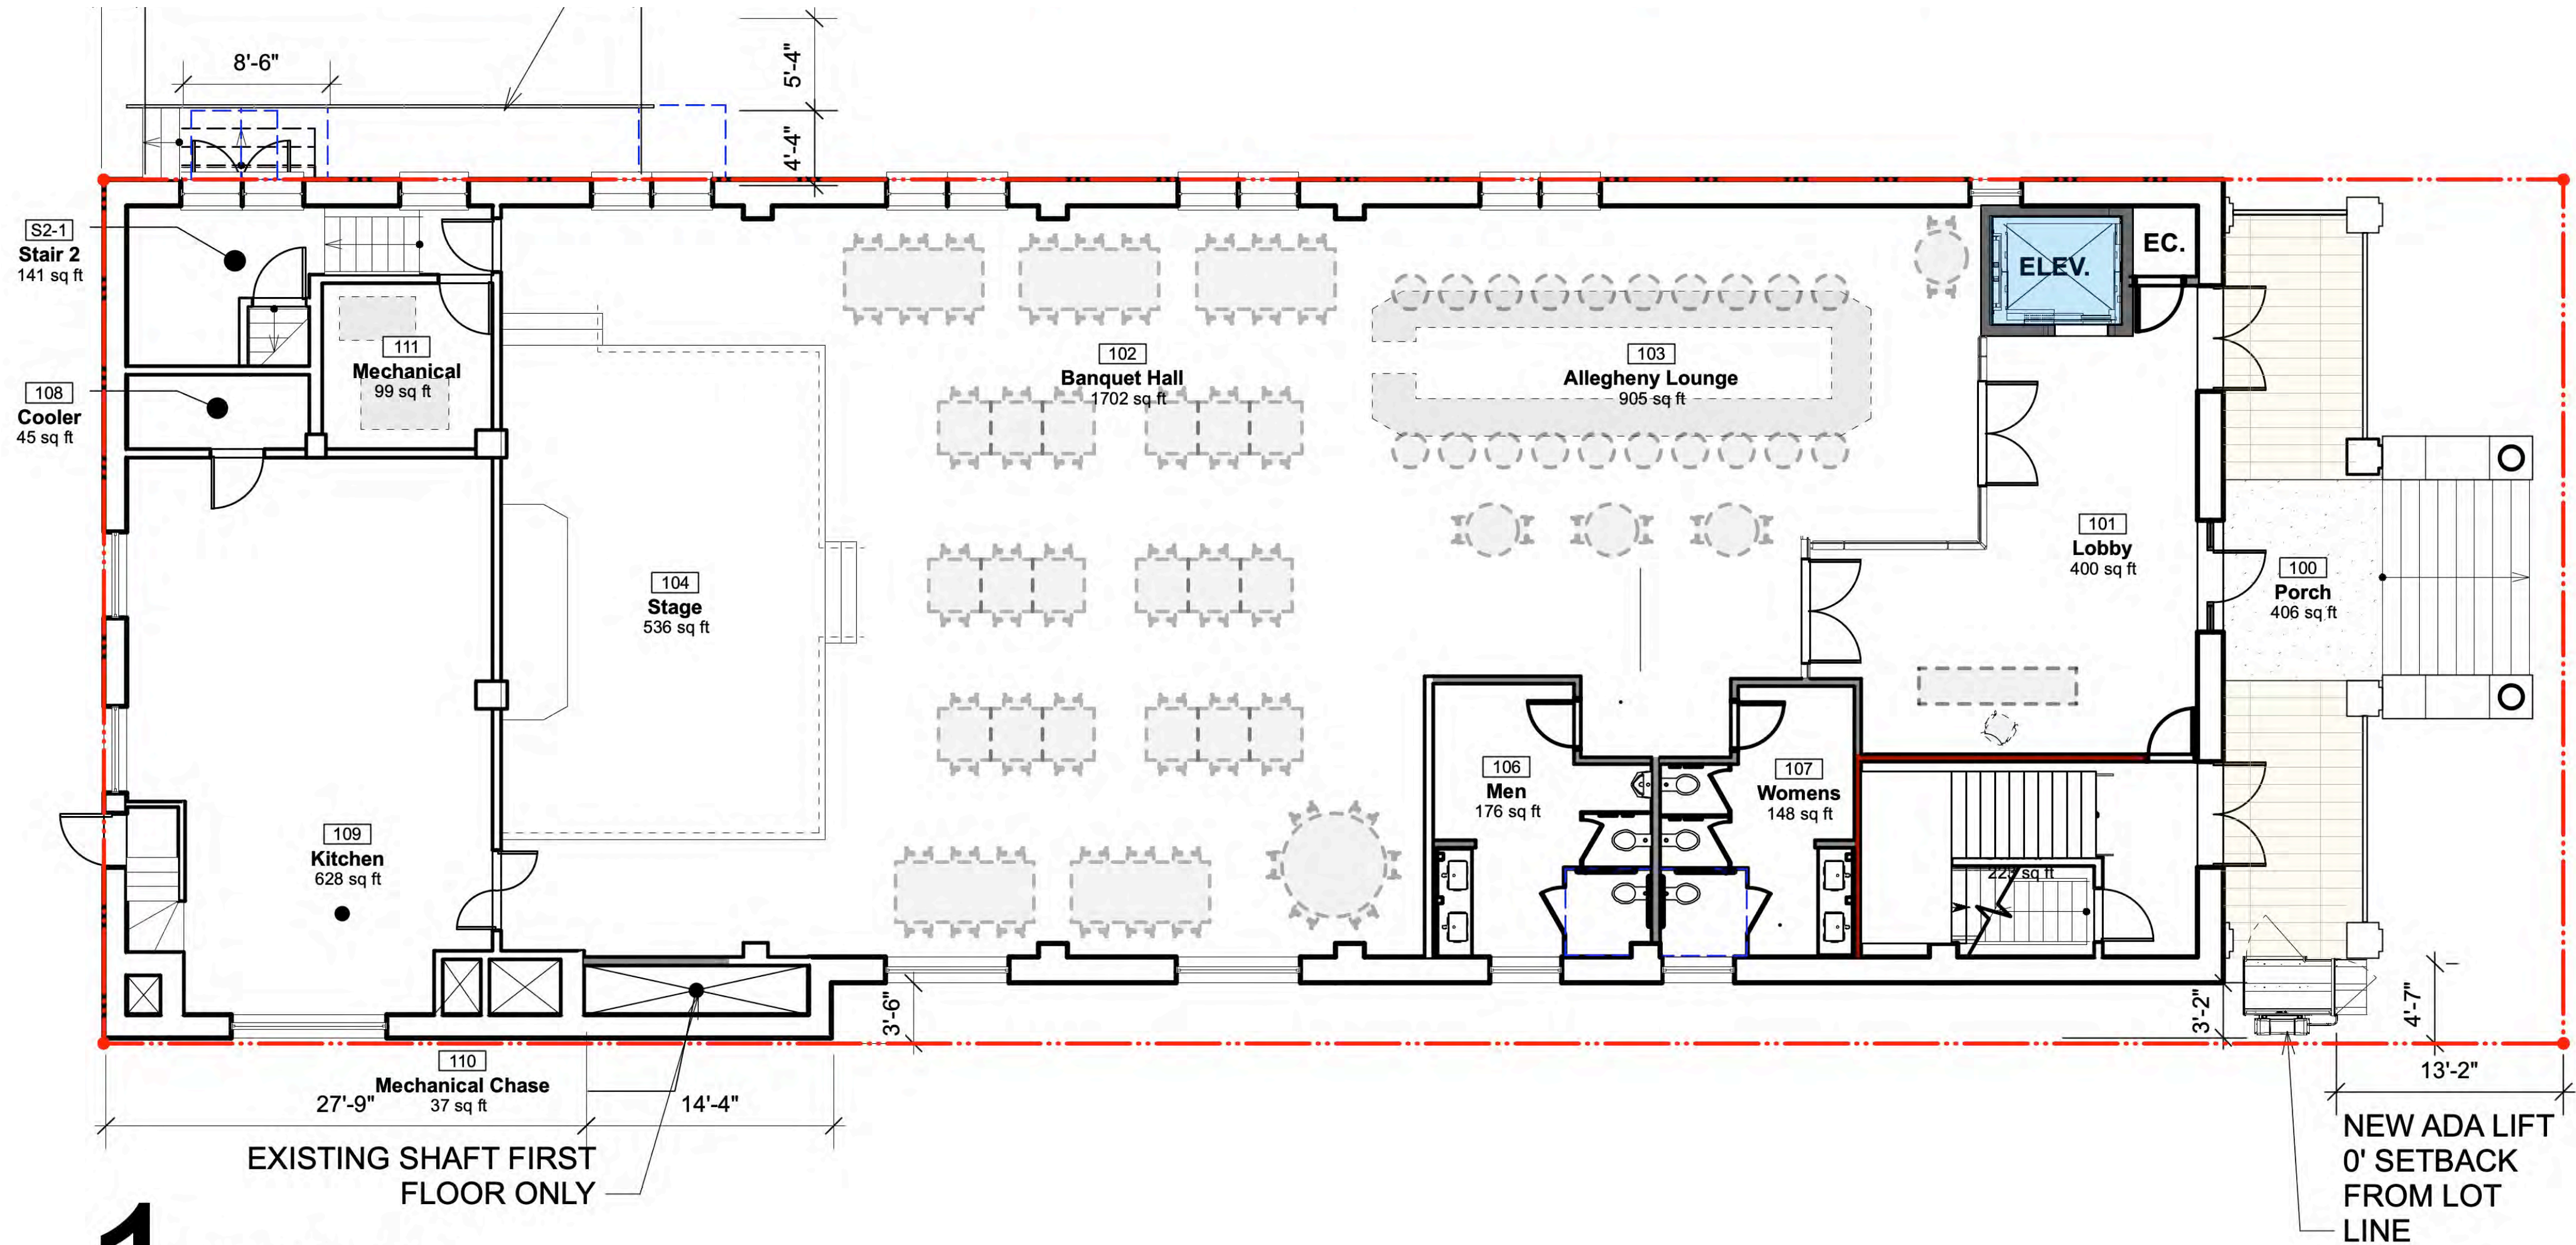 8'-6"
5'-4"
4'-4"
S2-1
Stair 2
141 sq ft
EC.
ELEV.
111
Mechanical
99 sq ft
102
Banquet Hall
1702 sq ft
103
Allegheny Lounge
905 sq ft
108
Cooler
45 sq ft
101
Lobby
400 sq ft
100
Porch
406 sq ft
104
Stage
536 sq ft
106
Men
176 sq ft
107
Womens
148 sq ft
109
Kitchen
628 sq ft
sq ft
3'-6"
3'-2"
4'-7"
110
Mechanical Chase
37 sq ft
27'-9"
14'-4"
13'-2"
EXISTING SHAFT FIRST
FLOOR ONLY
NEW ADA LIFT
0' SETBACK
FROM LOT
LINE
1